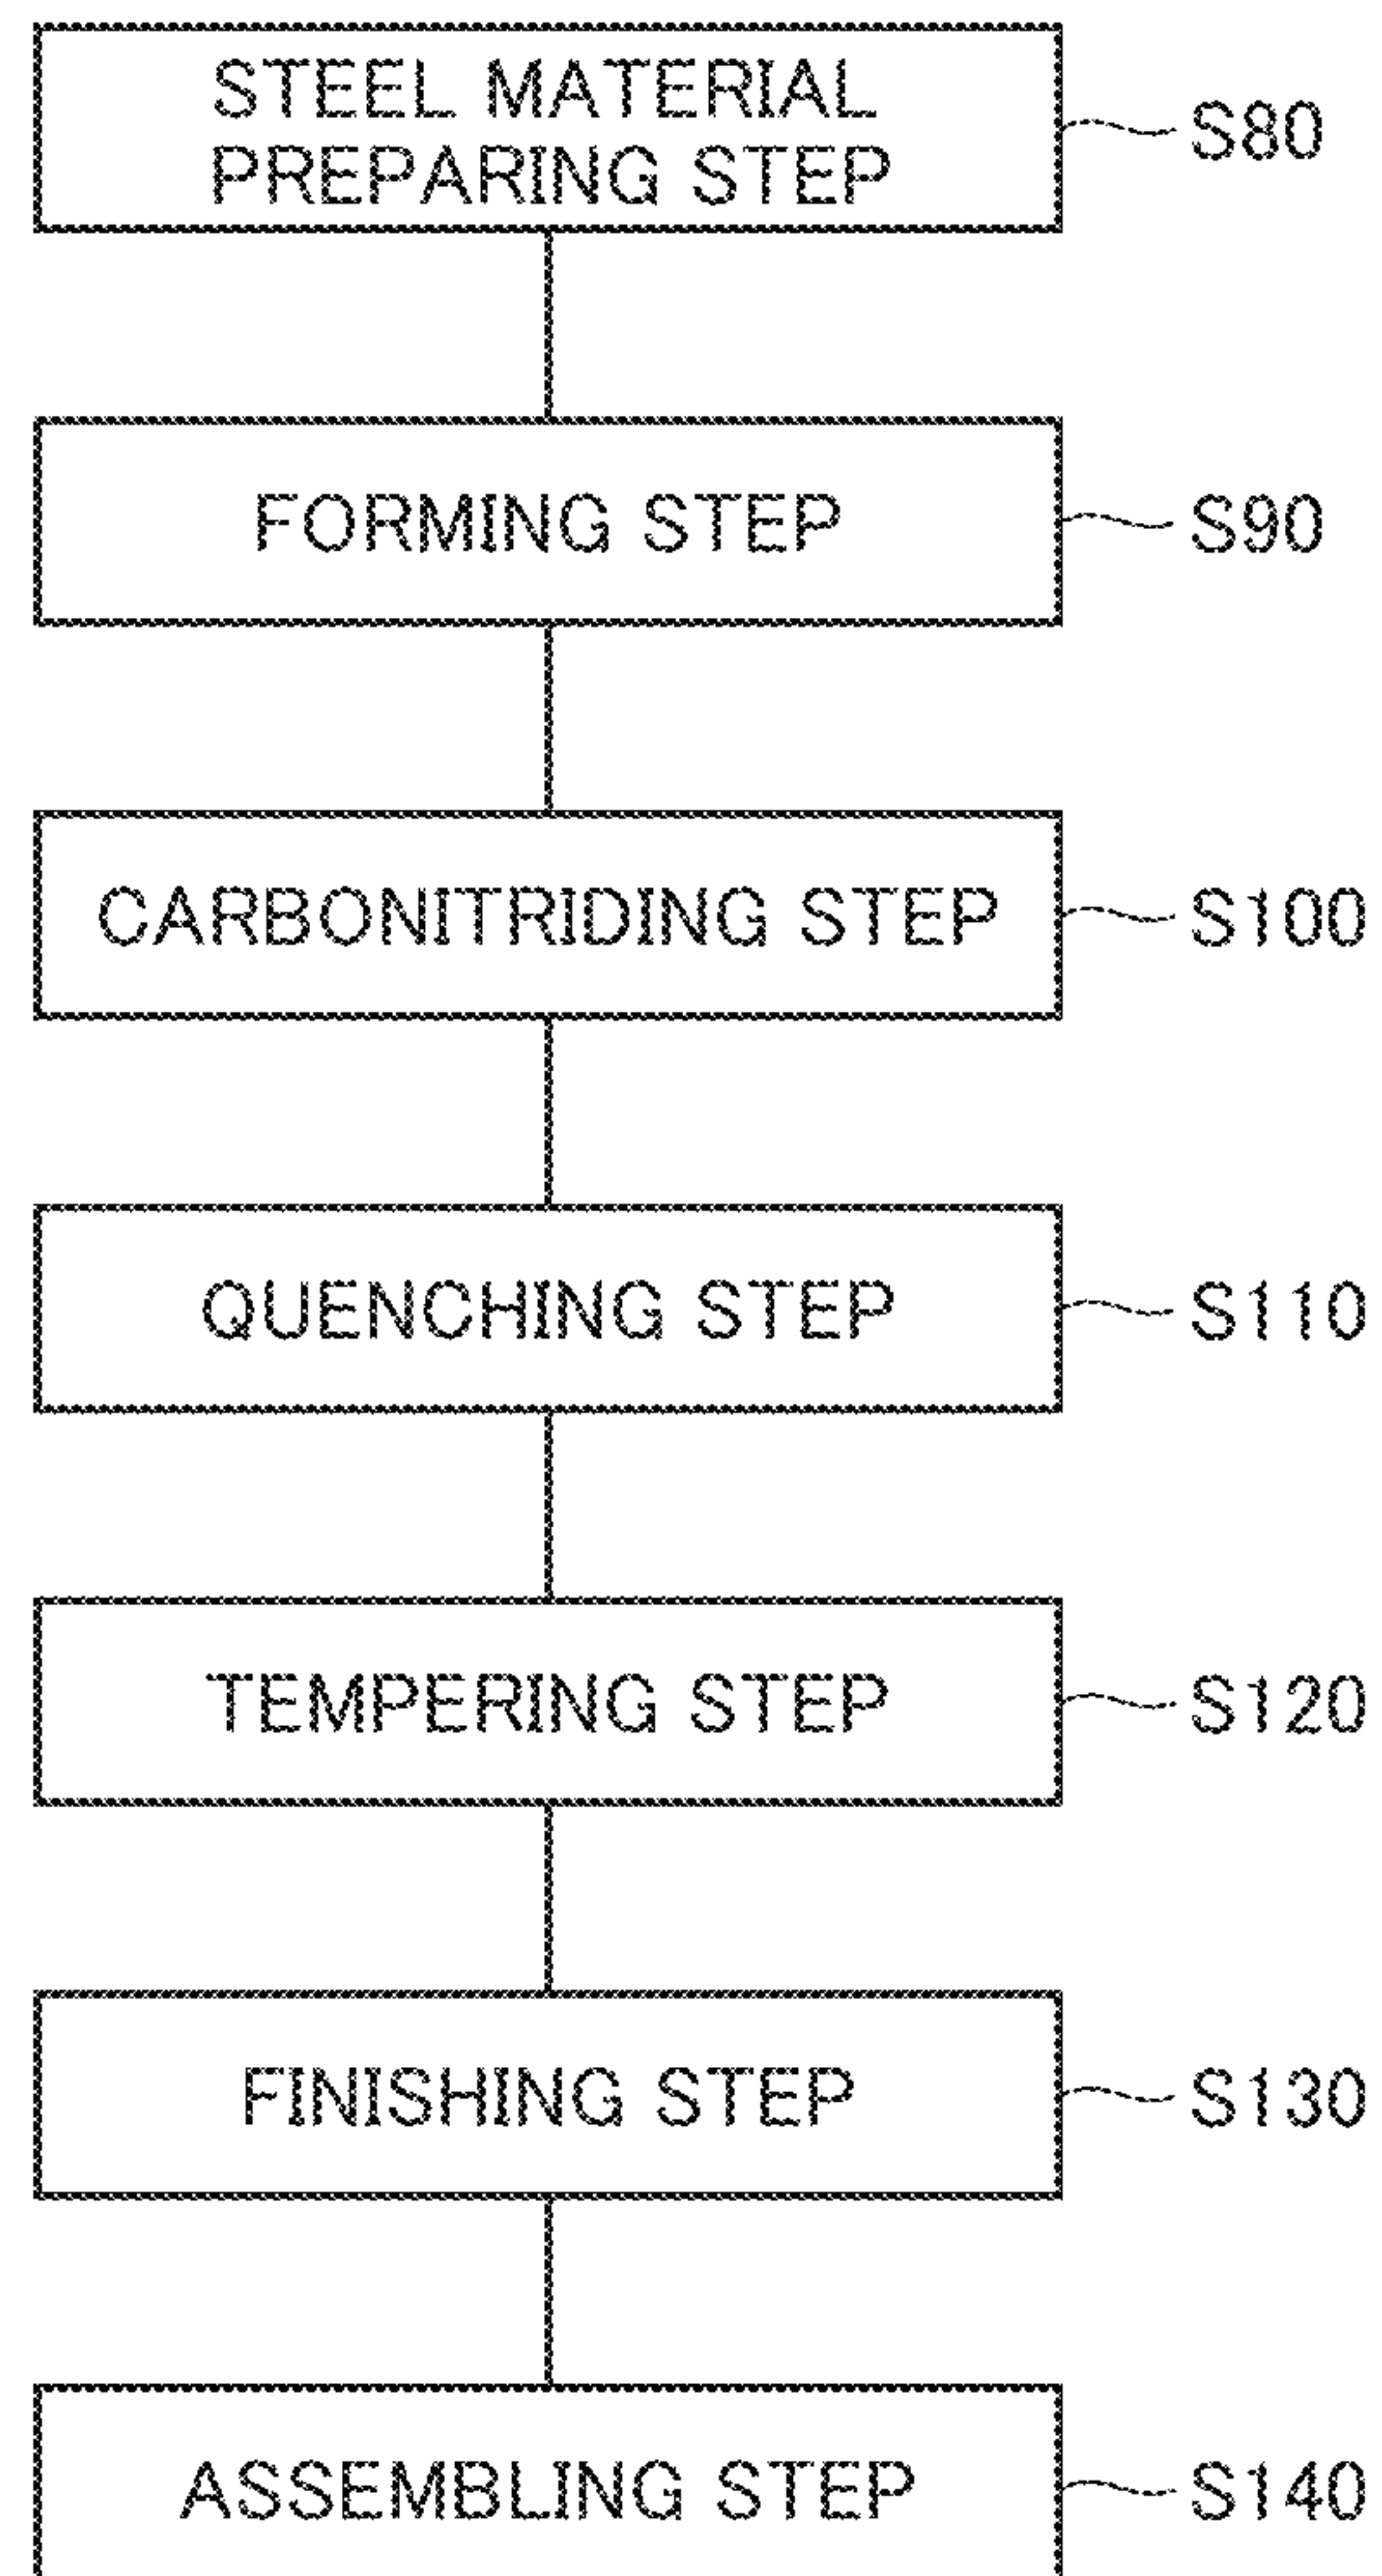 STEEL MATERIAL
PREPARING STEP
S80
FORMING STEP
S90
CARBONITRIDING STEP
S100
QUENCHING STEP
S110
TEMPERING STEP
S120
FINISHING STEP
S130
ASSEMBLING STEP
S140